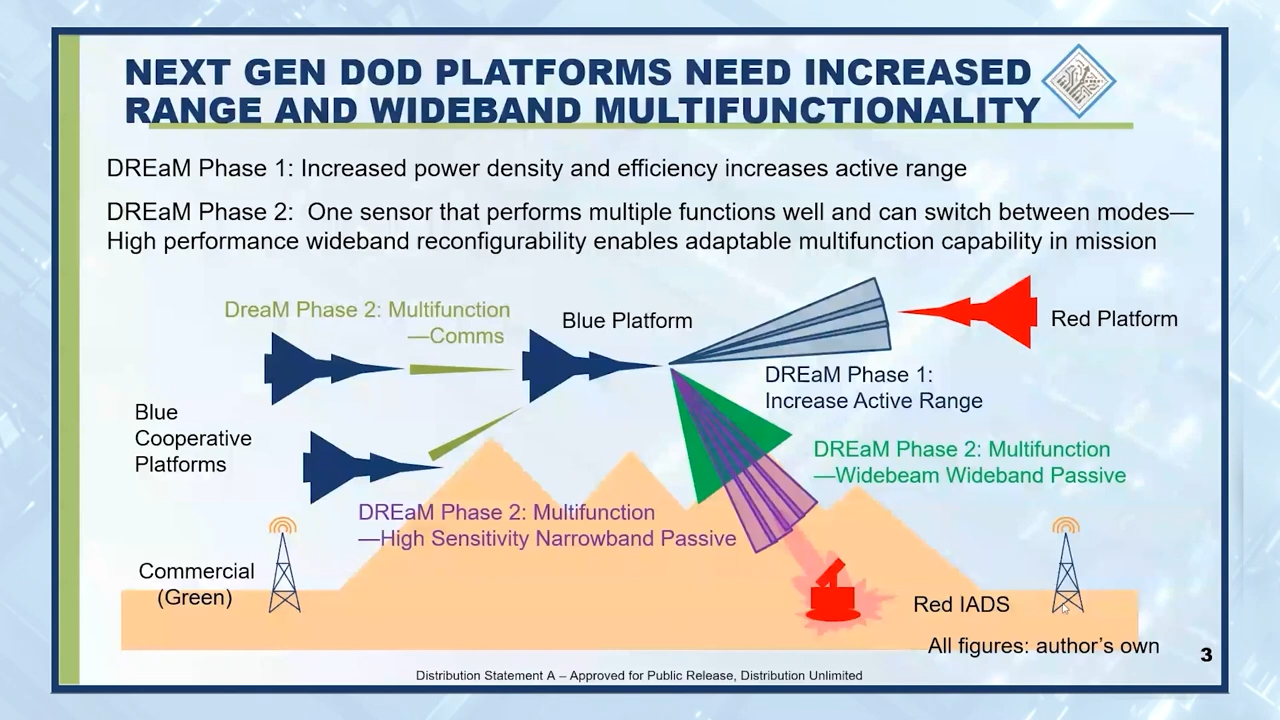 NEXT GEN DOD PLATFORMS NEED INCREASED
RANGE AND WIDEBAND MULTIFUNCTIONALITY
DREaM Phase 1: Increased power density and efficiency increases active range
DREaM Phase 2:  One sensor that performs multiple functions well and can switch between modes—
High performance wideband reconfigurability enables adaptable multifunction capability in mission
DreaM Phase 2: Multifunction
—Comms
Blue Platform
Red Platform
DREaM Phase 1:
Increase Active Range
Blue
Cooperative
Platforms
DREaM Phase 2: Multifunction
—Widebeam Wideband Passive
DREaM Phase 2: Multifunction
—High Sensitivity Narrowband Passive
Commercial
(Green)
Red IADS
All figures: author's own
3
Distribution Statement A – Approved for Public Release, Distribution Unlimited